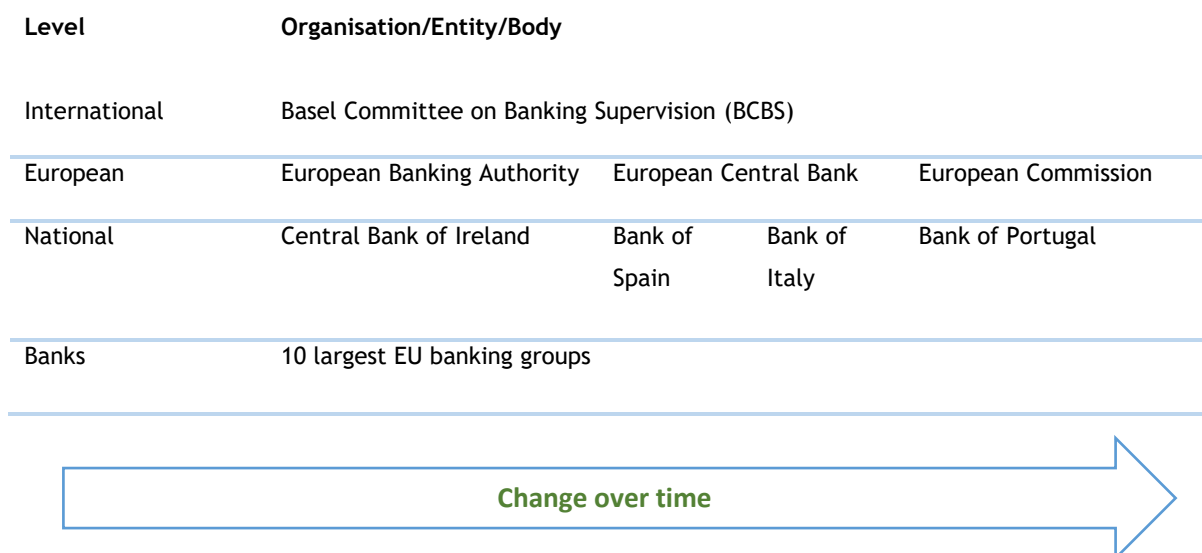 Level Organisation/Entity/Body
International Basel Committee on Banking Supervision (BCBS)
European European Banking Authority European Central Bank European Commission
National Central Bank of Ireland Bank of Spain Bank of Italy Bank of Portugal
Banks 10 largest EU banking groups
Change over time